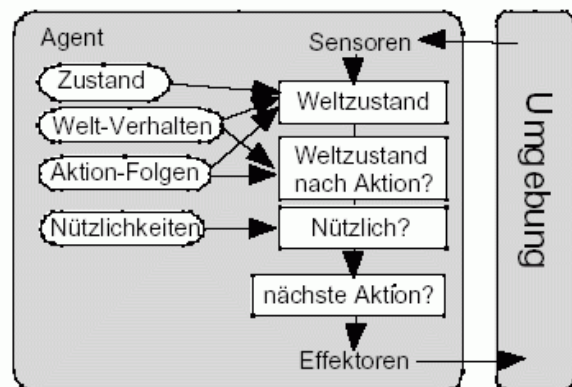 Agent
Sensoren
Zustand
Weltzustand
Welt-Verhalten
Weltzustand
nach Aktion?
Aktion-Folgen
Nützlichkeiten
Nützlich?
nächste Aktion?
Effektoren
Umgebung